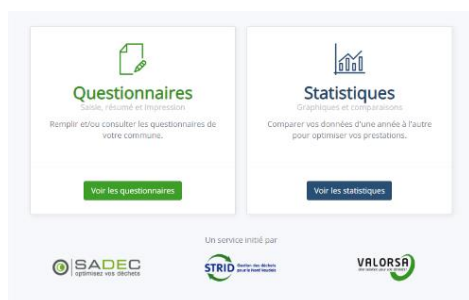 Questionnaires
Saisie, résumé et impression
Remplir et/ou consulter les questionnaires de
votre commune.
Voir les questionnaires
Statistiques
Graphiques et comparaisons
Comparer vos données d'une année à l'autre
pour optimiser vos prestations.
Voir les statistiques
Un service initié par
SADEC
optimisez vos déchets
STRID
VALORSA